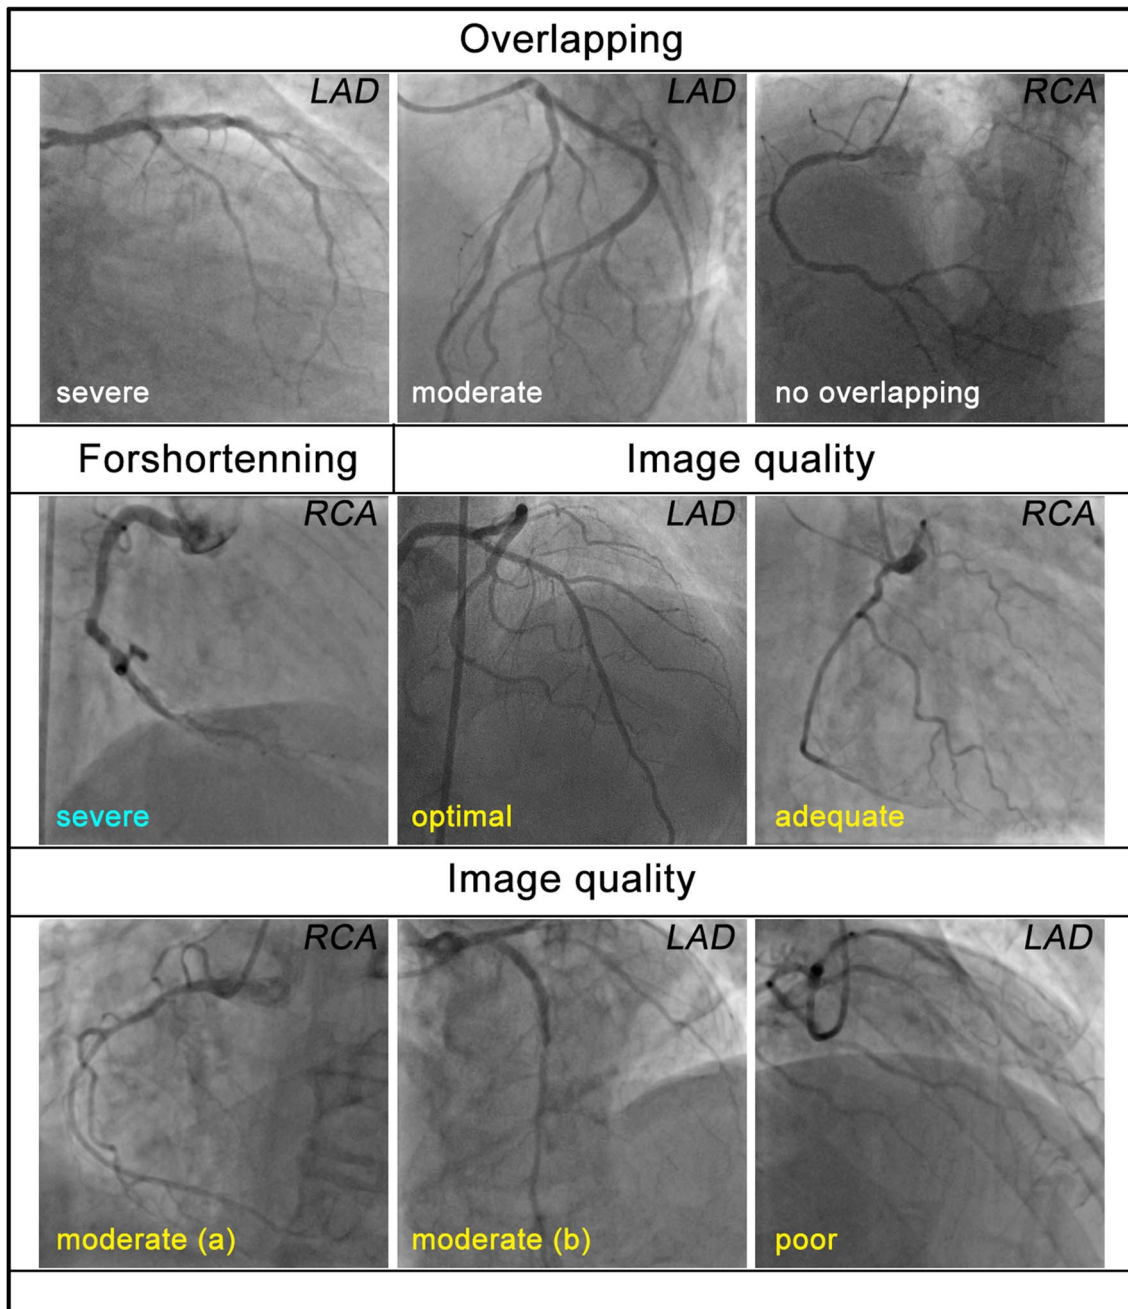 Overlapping
LAD
LAD
RCA
severe
moderate
no overlapping
Forshortenning
Image quality
RCA
LAD
RCA
severe
optimal
adequate
Image quality
RCA
LAD
LAD
moderate (a)
moderate (b)
poor